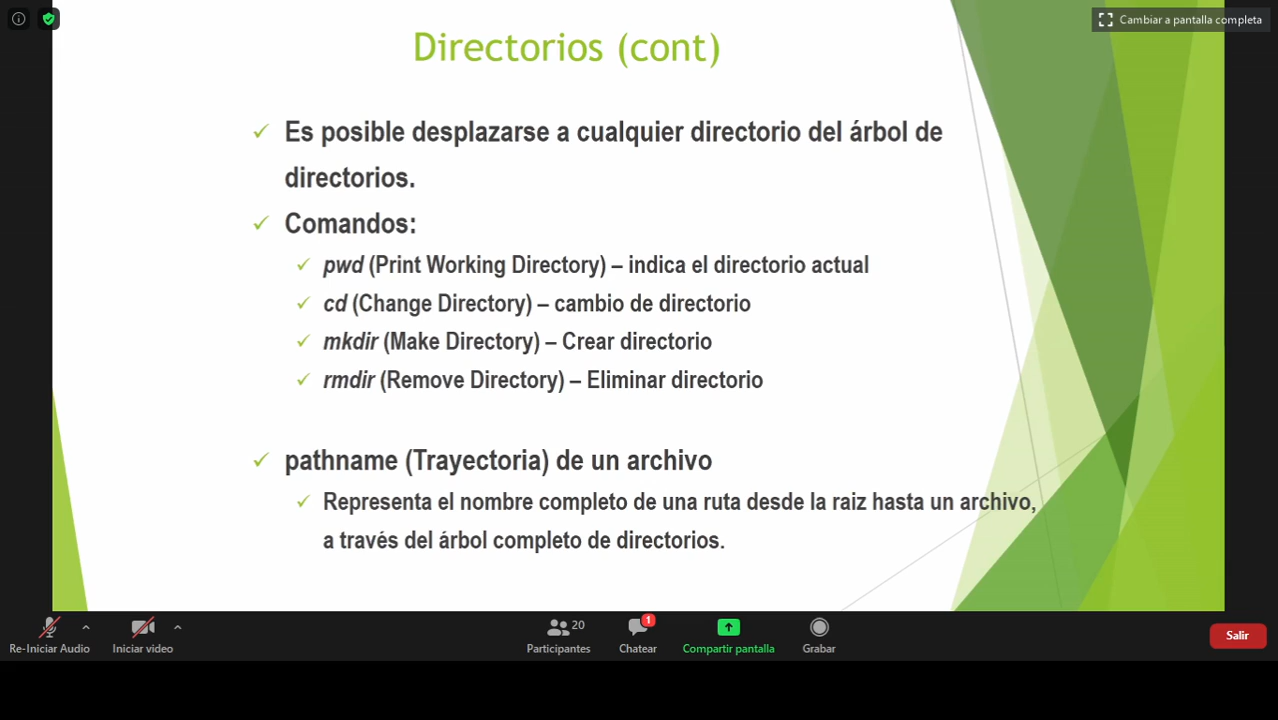 Cambiar a pantalla completa
Directorios (cont)
Es posible desplazarse a cualquier directorio del árbol de
directorios.
Comandos:
pwd (Print Working Directory) – indica el directorio actual
cd (Change Directory) – cambio de directorio
mkdir (Make Directory) – Crear directorio
rmdir (Remove Directory) – Eliminar directorio
pathname (Trayectoria) de un archivo
Representa el nombre completo de una ruta desde la raiz hasta un archivo,
a través del árbol completo de directorios.
Re-Iniciar Audio
Iniciar video
20
Participantes
1
Chatear
Compartir pantalla
Grabar
Salir